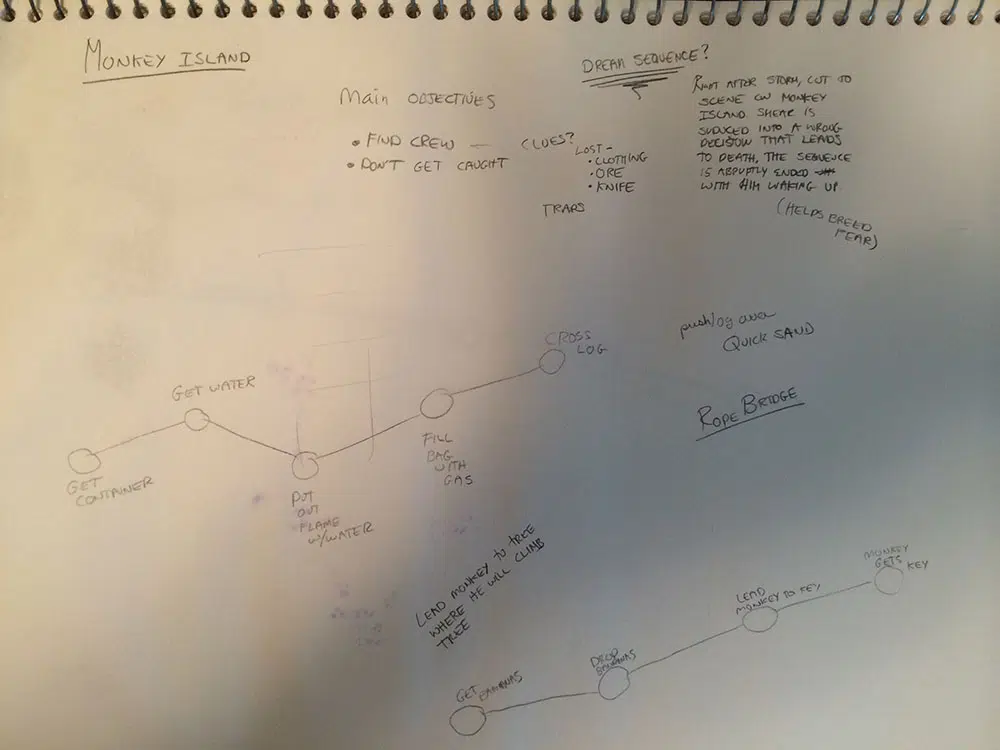 MONKEY ISLAND
Main OBJECTIVES
• FIND CREW — CLUES?
• DON'T GET CAUGHT
LOST –
• CLOTHING
• ORE
• KNIFE
TRAPS
DREAM SEQUENCE?
RIGHT AFTER STORM, CUT TO
SCENE ON MONKEY
ISLAND. SHEAR IS
SUDUCED INTO A WRONG
DECISION THAT LEADS
TO DEATH, THE SEQUENCE
IS ABRUPTLY ENDED
WITH HIM WAKING UP.
(HELPS BREED
FEAR)
push log over
QUICK SAND
ROPE BRIDGE
GET
CONTAINER
GET WATER
PUT
OUT
FLAME
W/WATER
FILL
BAG
WITH
GAS
CROSS
LOG
LEAD MONKEY TO TREE
WHERE HE WILL CLIMB
TREE
GET
BANANAS
DROP
BANANAS
LEAD
MONKEY TO KEY
MONKEY
GETS
KEY